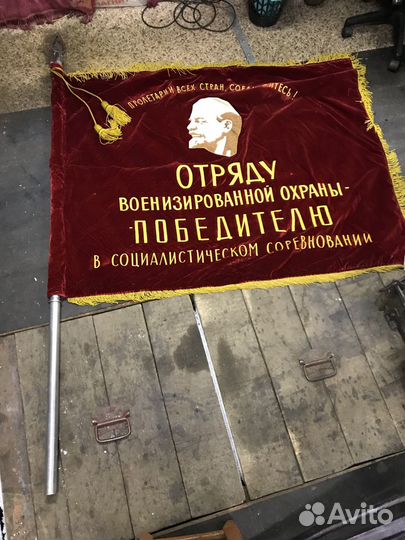 ПРОЛЕТАРИИ ВСЕХ СТРАН, СОЕДИНЯЙТЕСЬ!
ОТРЯДУ
ВОЕНИЗИРОВАННОЙ ОХРАНЫ-
-ПОБЕДИТЕЛЮ
В СОЦИАЛИСТИЧЕСКОМ СОРЕВНОВАНИИ
Avito